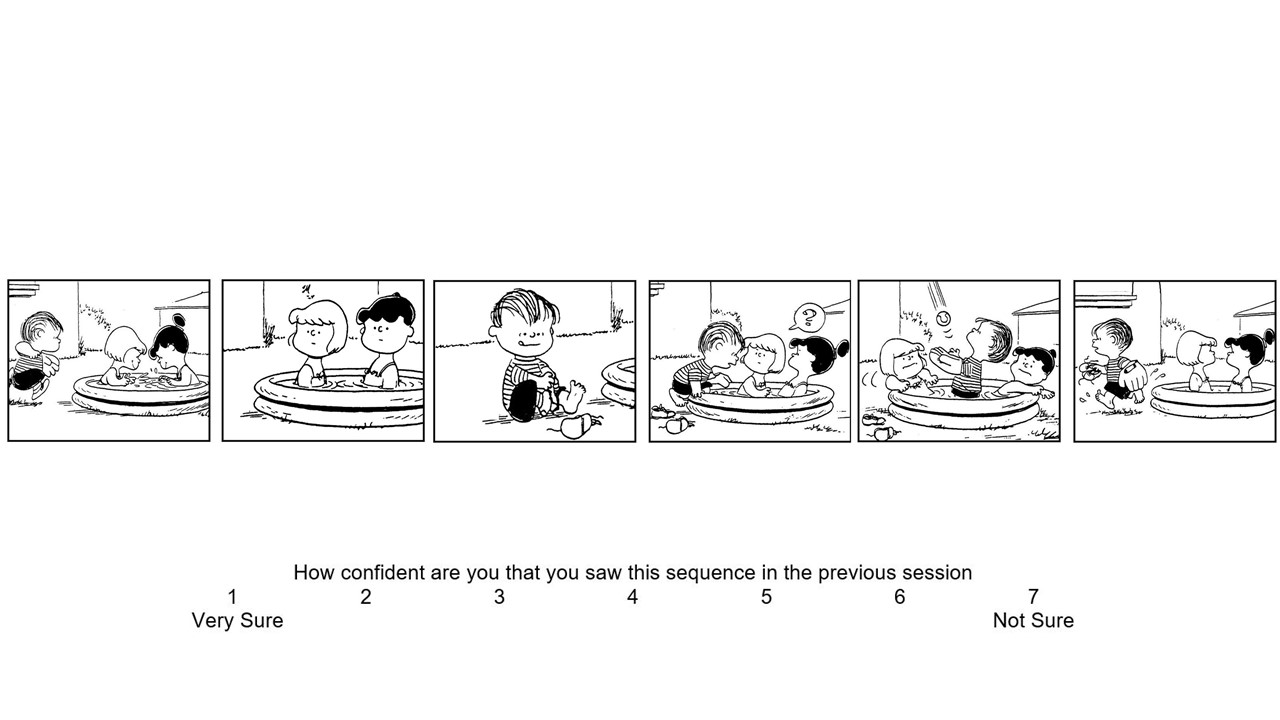 ?
How confident are you that you saw this sequence in the previous session
1 2 3 4 5 6 7
Very Sure Not Sure